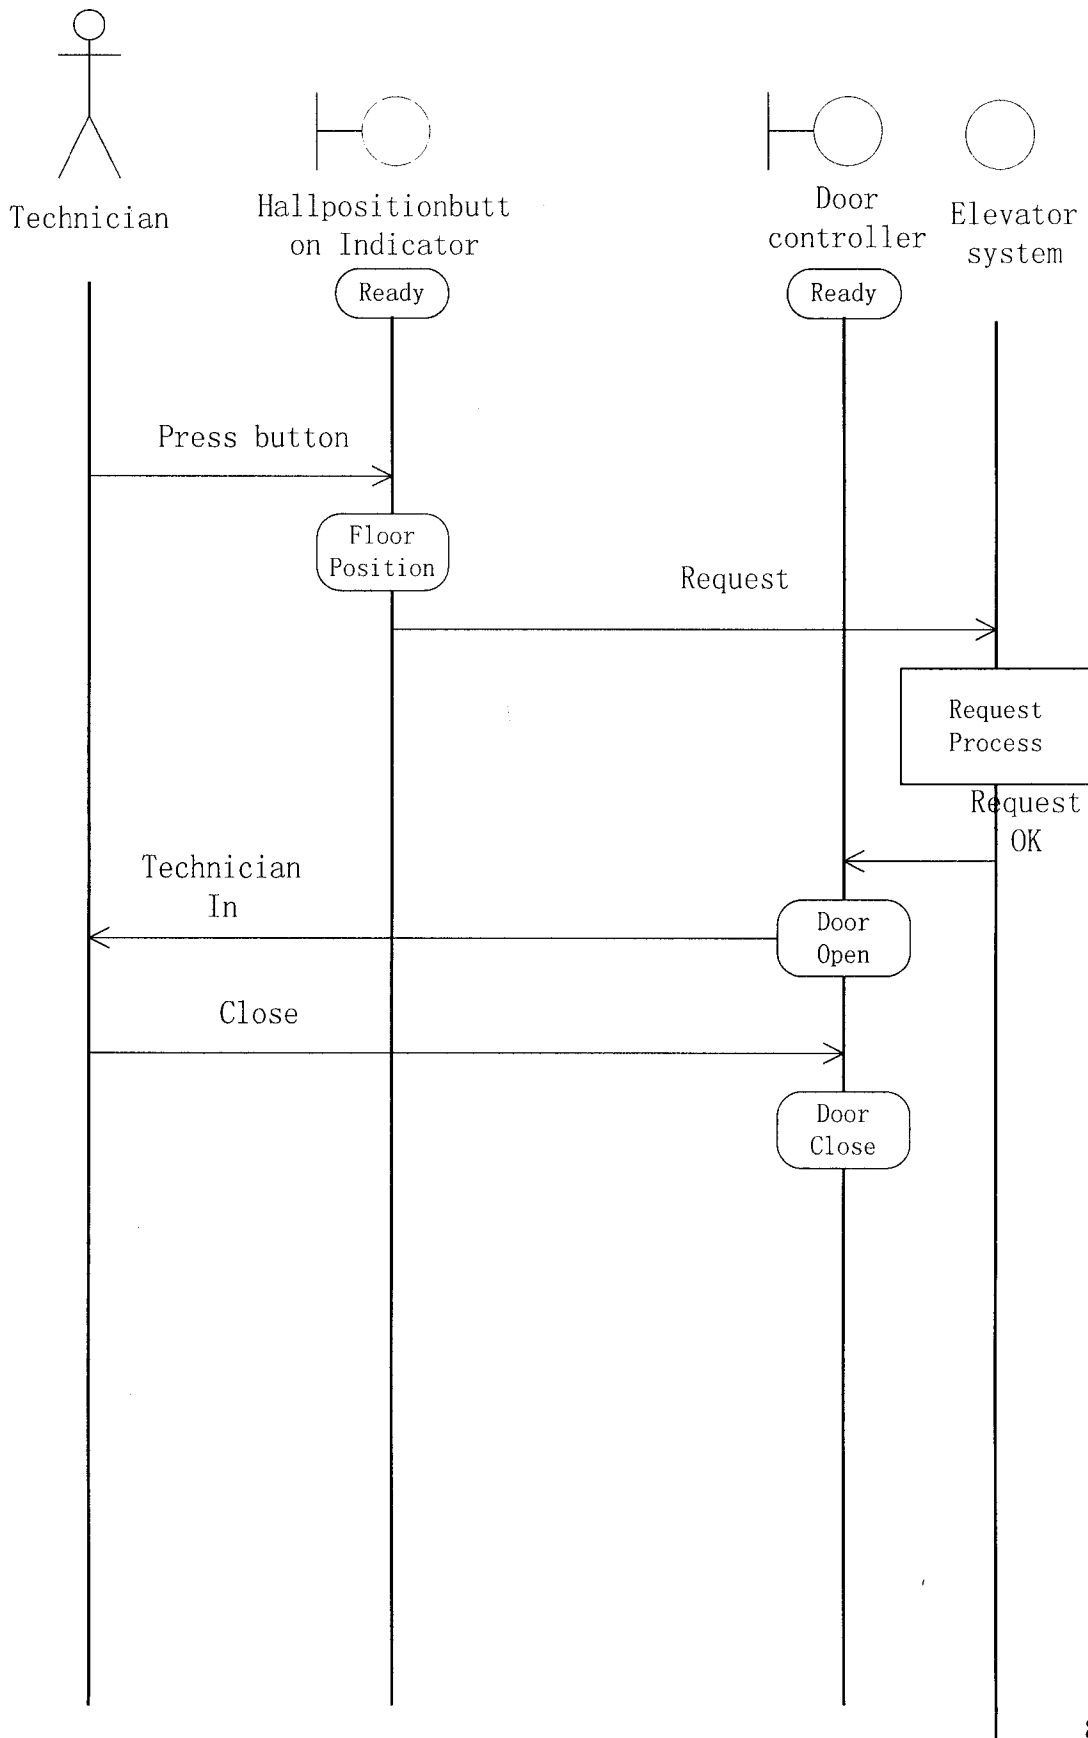 Technician
Hallpositionbutt
on Indicator
Door
controller
Elevator
system
Ready
Ready
Press button
Floor
Position
Request
Request
Process
Request
OK
Technician
In
Door
Open
Close
Door
Close